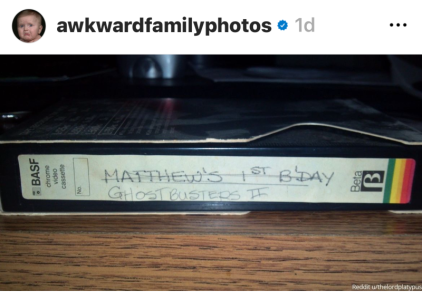 awkwardfamilyphotos 1d
BASF
chrome
video
cassette
No
MATTHEW'S 1ST B'DAY
GHOSTBUSTERS II
Beta
Reddit u/thelordplatypus